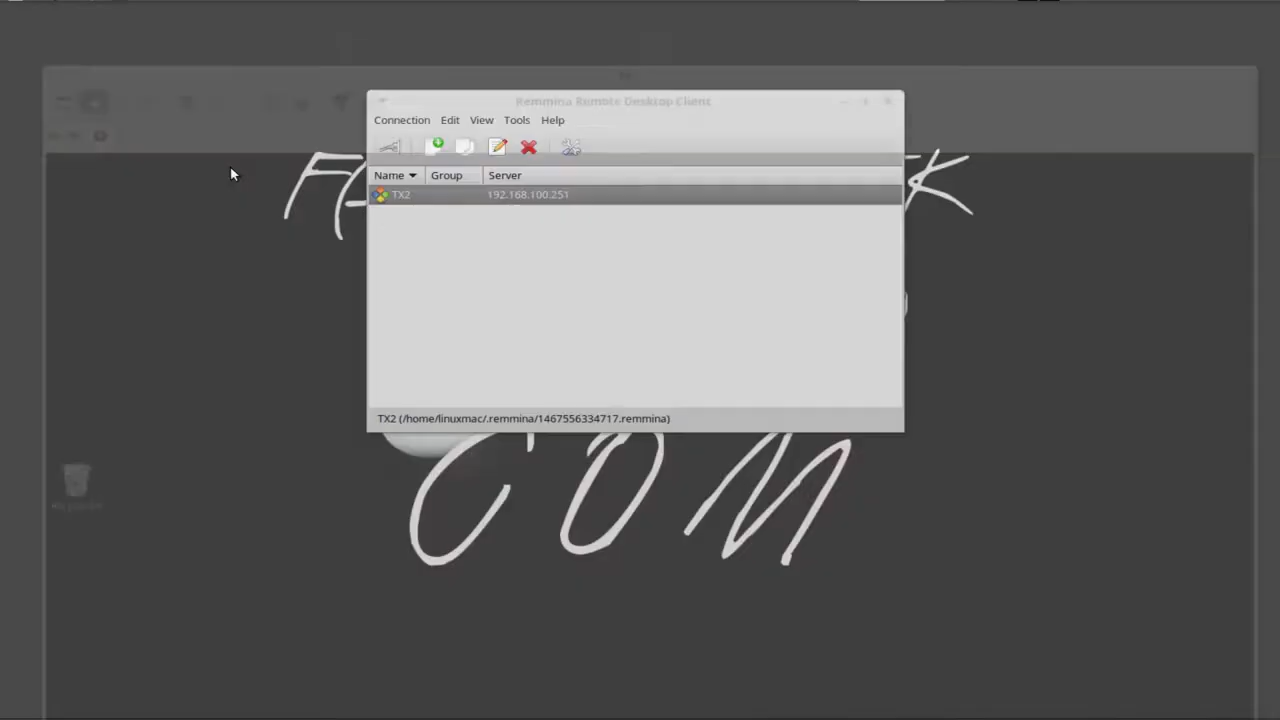 Remmina Remote Desktop Client
Connection Edit View Tools Help
Name Group Server
TX2 192.168.100.251
TX2 (/home/linuxmac/.remmina/1467556334717.remmina)
COM